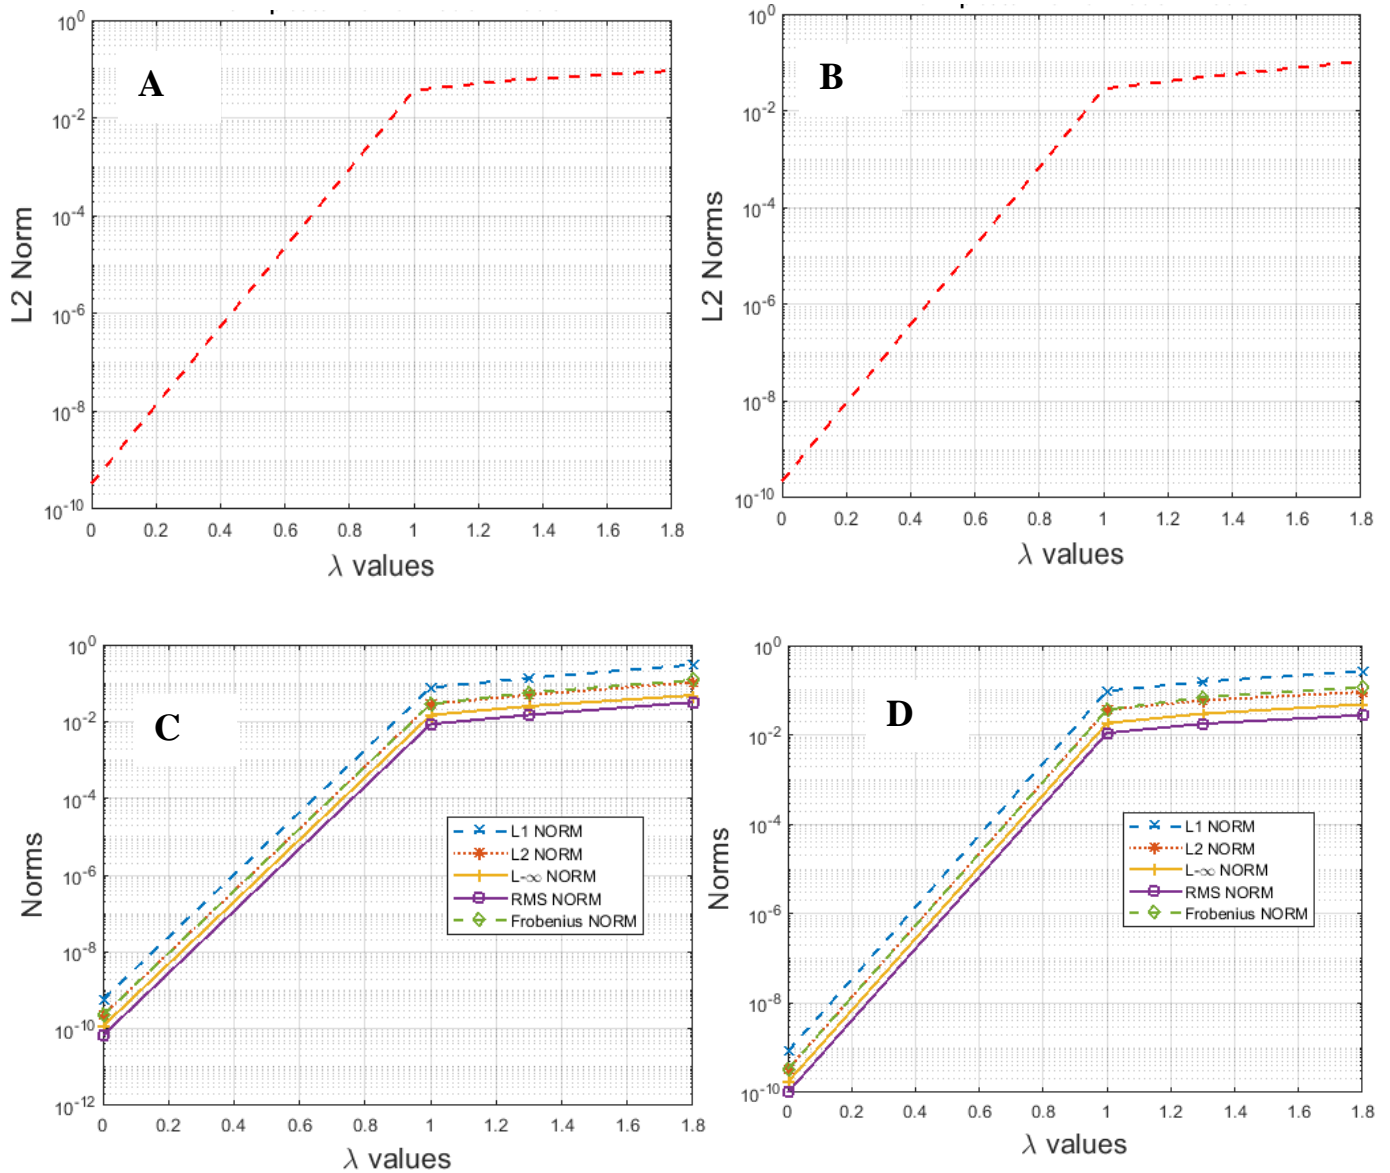 A
L2 Norm
10^0
10^-2
10^-4
10^-6
10^-8
10^-10
0 0.2 0.4 0.6 0.8 1 1.2 1.4 1.6 1.8
λ values
B
L2 Norms
10^0
10^-2
10^-4
10^-6
10^-8
10^-10
0 0.2 0.4 0.6 0.8 1 1.2 1.4 1.6 1.8
λ values
C
Norms
10^0
10^-2
10^-4
10^-6
10^-8
10^-10
10^-12
L1 NORM
L2 NORM
L-∞ NORM
RMS NORM
Frobenius NORM
0 0.2 0.4 0.6 0.8 1 1.2 1.4 1.6 1.8
λ values
D
Norms
10^0
10^-2
10^-4
10^-6
10^-8
10^-10
L1 NORM
L2 NORM
L-∞ NORM
RMS NORM
Frobenius NORM
0 0.2 0.4 0.6 0.8 1 1.2 1.4 1.6 1.8
λ values